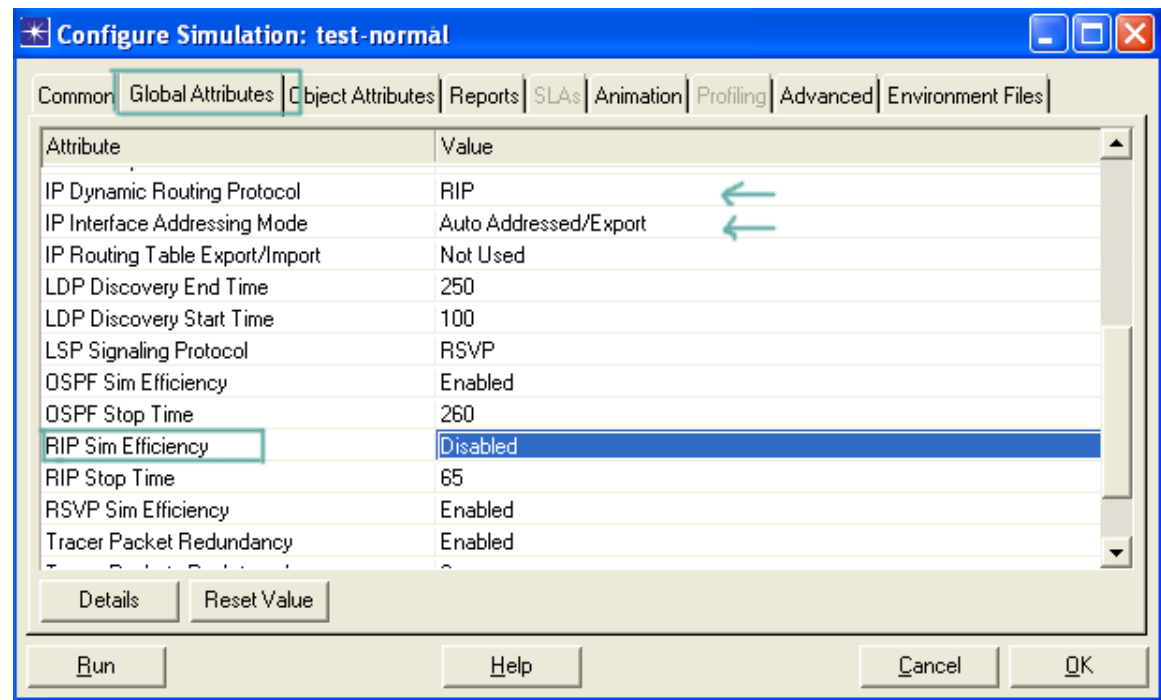 Configure Simulation: test-normal
Common Global Attributes Object Attributes Reports SLAs Animation Profiling Advanced Environment Files
Attribute Value
IP Dynamic Routing Protocol RIP
IP Interface Addressing Mode Auto Addressed/Export
IP Routing Table Export/Import Not Used
LDP Discovery End Time 250
LDP Discovery Start Time 100
LSP Signaling Protocol RSVP
OSPF Sim Efficiency Enabled
OSPF Stop Time 260
RIP Sim Efficiency Disabled
RIP Stop Time 65
RSVP Sim Efficiency Enabled
Tracer Packet Redundancy Enabled
Details Reset Value
Run Help Cancel OK